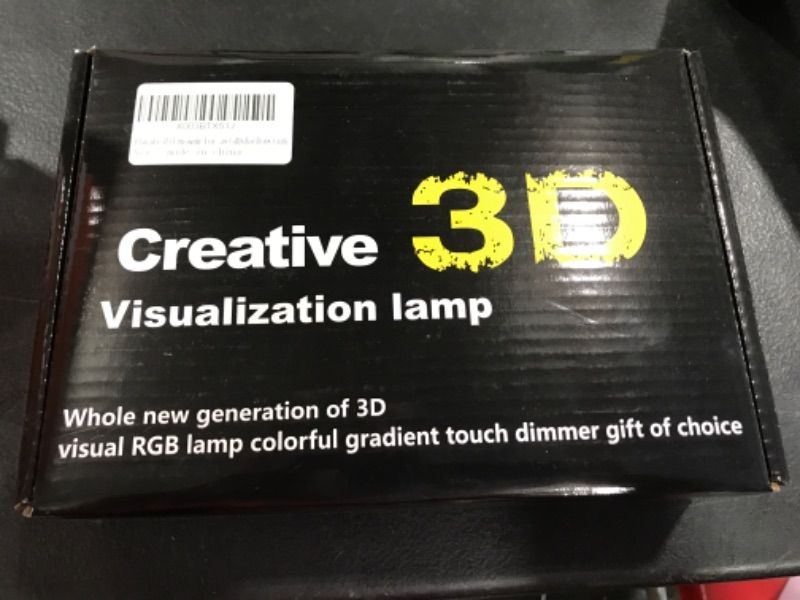 Creative 3D
Visualization lamp
Whole new generation of 3D
visual RGB lamp colorful gradient touch dimmer gift of choice